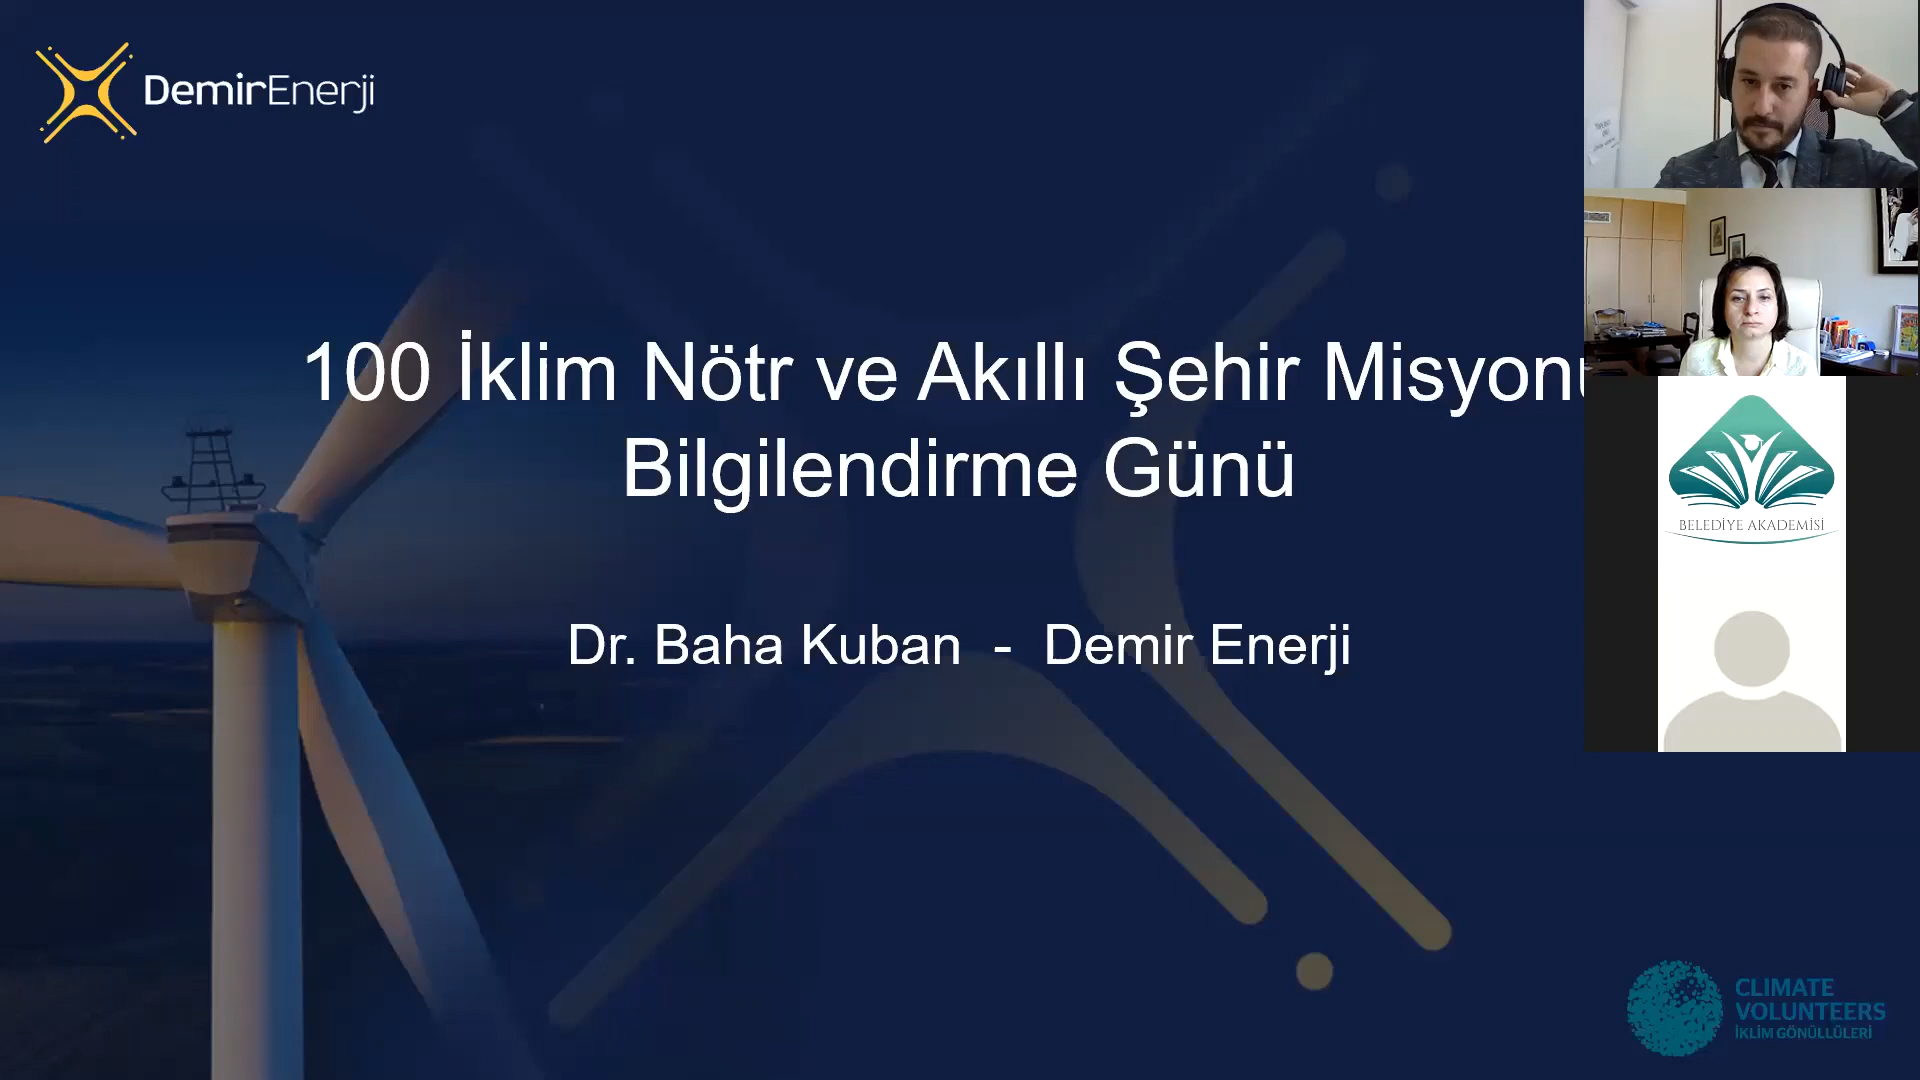 DemirEnerji
100 İklim Nötr ve Akıllı Şehir Misyonu
Bilgilendirme Günü
Dr. Baha Kuban - Demir Enerji
BELEDİYE AKADEMİSİ
CLIMATE
VOLUNTEERS
İKLİM GÖNÜLLÜLERİ